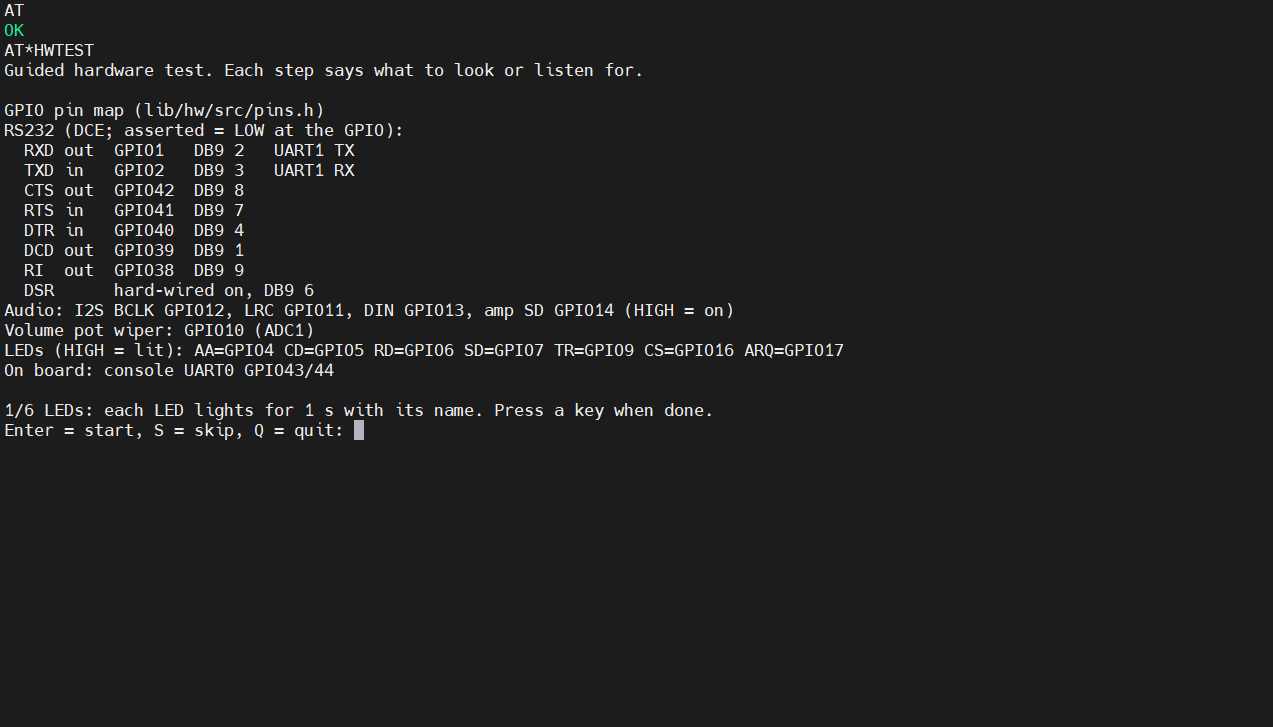 AT
OK
AT*HWTEST
Guided hardware test. Each step says what to look or listen for.

GPIO pin map (lib/hw/src/pins.h)
RS232 (DCE; asserted = LOW at the GPIO):
  RXD out  GPIO1   DB9 2   UART1 TX
  TXD in   GPIO2   DB9 3   UART1 RX
  CTS out  GPIO42  DB9 8
  RTS in   GPIO41  DB9 7
  DTR in   GPIO40  DB9 4
  DCD out  GPIO39  DB9 1
  RI  out  GPIO38  DB9 9
  DSR      hard-wired on, DB9 6
Audio: I2S BCLK GPIO12, LRC GPIO11, DIN GPIO13, amp SD GPIO14 (HIGH = on)
Volume pot wiper: GPIO10 (ADC1)
LEDs (HIGH = lit): AA=GPIO4 CD=GPIO5 RD=GPIO6 SD=GPIO7 TR=GPIO9 CS=GPIO16 ARQ=GPIO17
On board: console UART0 GPIO43/44

1/6 LEDs: each LED lights for 1 s with its name. Press a key when done.
Enter = start, S = skip, Q = quit: